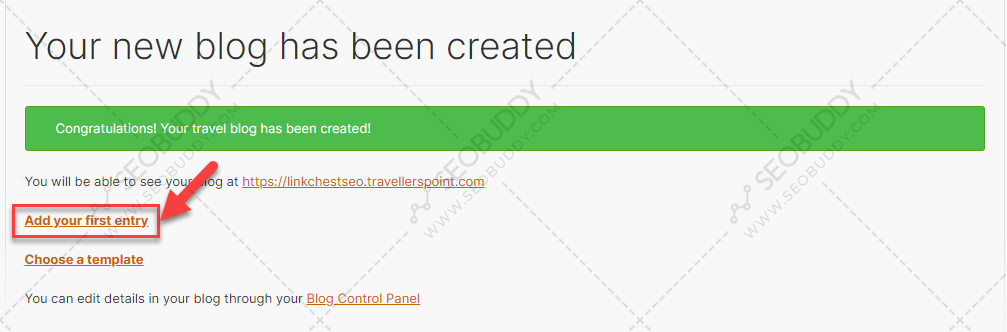 Your new blog has been created
Congratulations! Your travel blog has been created!
You will be able to see your blog at https://linkchestseo.travellerspoint.com
Add your first entry
Choose a template
You can edit details in your blog through your Blog Control Panel
SEOBUDDY
WWW.SEOBUDDY.COM
SEOBUDDY
WWW.SEOBUDDY.COM
SEOBUDDY
WWW.SEOBUDDY.COM